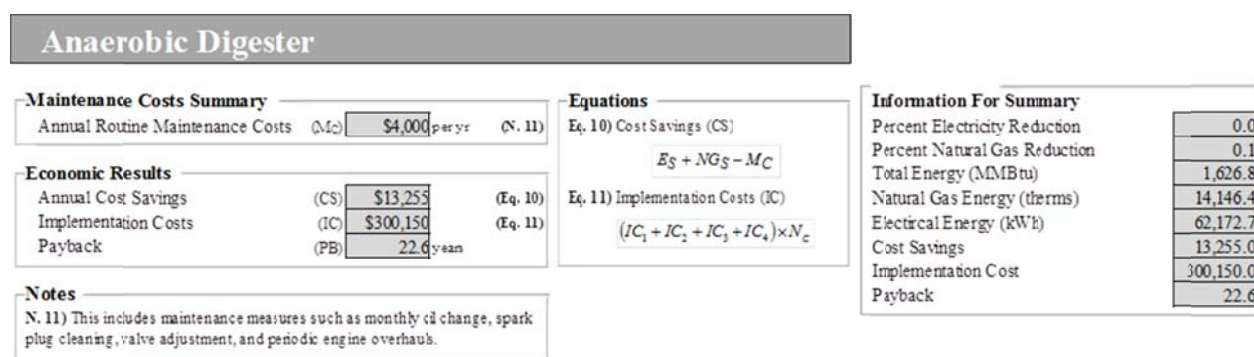 Anaerobic Digester
Maintenance Costs Summary
Annual Routine Maintenance Costs (Mc) $4,000 per yr (N. 11)
Economic Results
Annual Cost Savings (CS) $13,255 (Eq. 10)
Implementation Costs (IC) $300,150 (Eq. 11)
Payback (PB) 22.6 years
Notes
N. 11) This includes maintenance measures such as monthly oil change, spark
plug cleaning, valve adjustment, and periodic engine overhauls.
Equations
Eq. 10) Cost Savings (CS)
E_S + NG_S − M_C
Eq. 11) Implementation Costs (IC)
(IC₁ + IC₂ + IC₃ + IC₄) × N_c
Information For Summary
Percent Electricity Reduction 0.0
Percent Natural Gas Reduction 0.1
Total Energy (MMBtu) 1,626.8
Natural Gas Energy (therms) 14,146.4
Electircal Energy (kWh) 62,172.7
Cost Savings 13,255.0
Implementation Cost 300,150.0
Payback 22.6